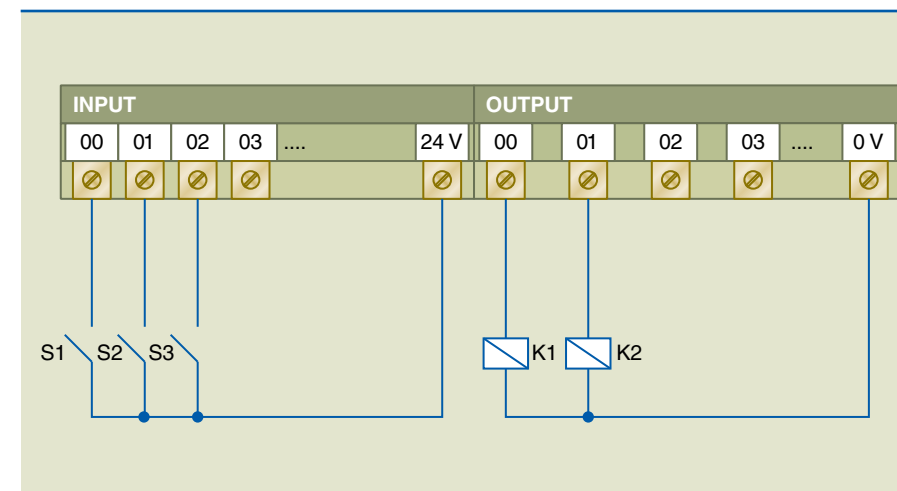 INPUT OUTPUT
00 01 02 03 .... 24 V 00 01 02 03 .... 0 V
S1 S2 S3 K1 K2